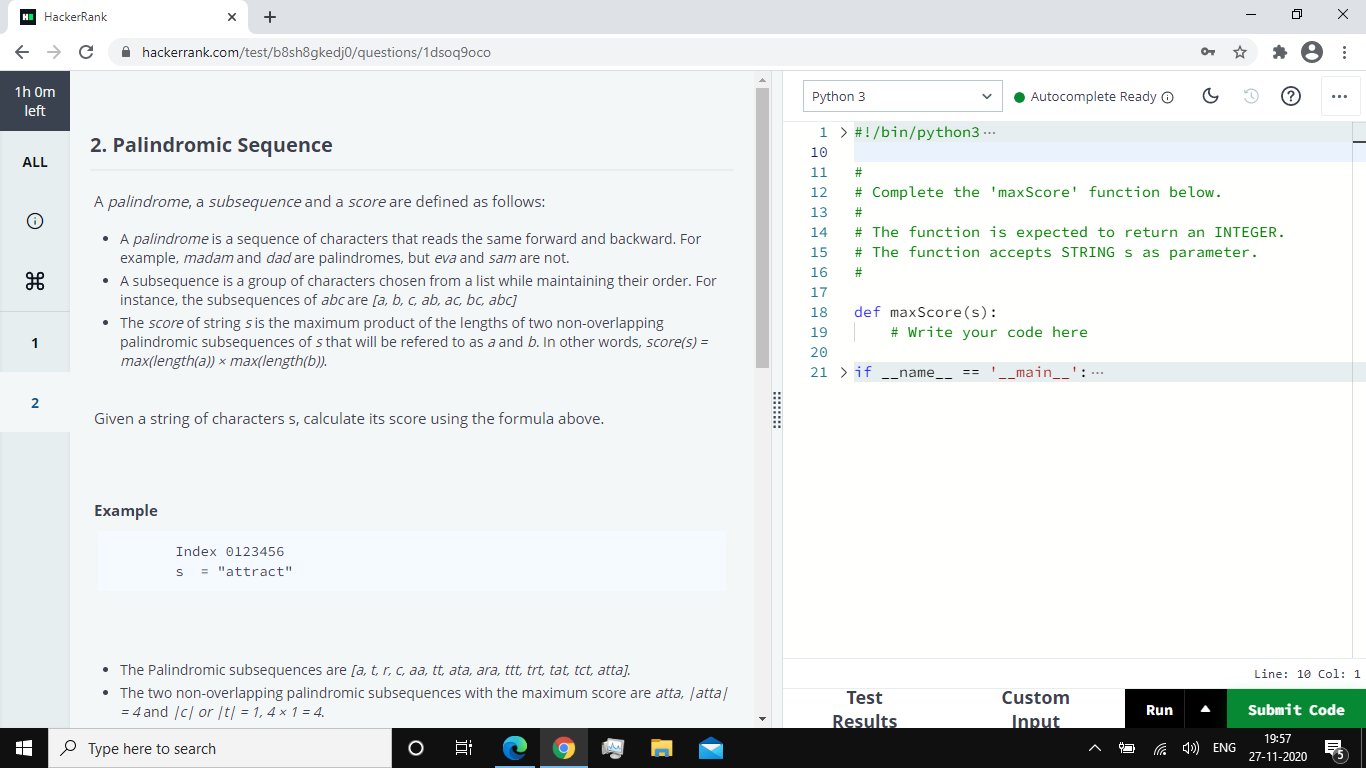 HackerRank
hackerrank.com/test/b8sh8gkedj0/questions/1dsoq9oco
1h 0m
left
ALL
1
2
2. Palindromic Sequence
A palindrome, a subsequence and a score are defined as follows:
• A palindrome is a sequence of characters that reads the same forward and backward. For
example, madam and dad are palindromes, but eva and sam are not.
• A subsequence is a group of characters chosen from a list while maintaining their order. For
instance, the subsequences of abc are [a, b, c, ab, ac, bc, abc]
• The score of string s is the maximum product of the lengths of two non-overlapping
palindromic subsequences of s that will be refered to as a and b. In other words, score(s) =
max(length(a)) × max(length(b)).
Given a string of characters s, calculate its score using the formula above.
Example
Index 0123456
s = "attract"
• The Palindromic subsequences are [a, t, r, c, aa, tt, ata, ara, ttt, trt, tat, tct, atta].
• The two non-overlapping palindromic subsequences with the maximum score are atta, |atta|
= 4 and |c| or |t| = 1, 4 × 1 = 4.
Python 3
Autocomplete Ready
1 #!/bin/python3 ···
10
11 #
12 # Complete the 'maxScore' function below.
13 #
14 # The function is expected to return an INTEGER.
15 # The function accepts STRING s as parameter.
16 #
17
18 def maxScore(s):
19 # Write your code here
20
21 if __name__ == '__main__': ···
Line: 10 Col: 1
Test
Results
Custom
Input
Run
Submit Code
Type here to search
ENG
19:57
27-11-2020
5